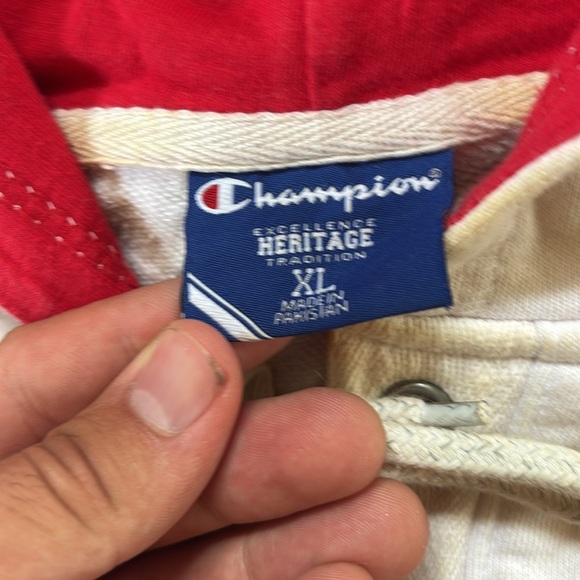 Champion®
EXCELLENCE
HERITAGE
TRADITION
XL
MADE IN
PAKISTAN